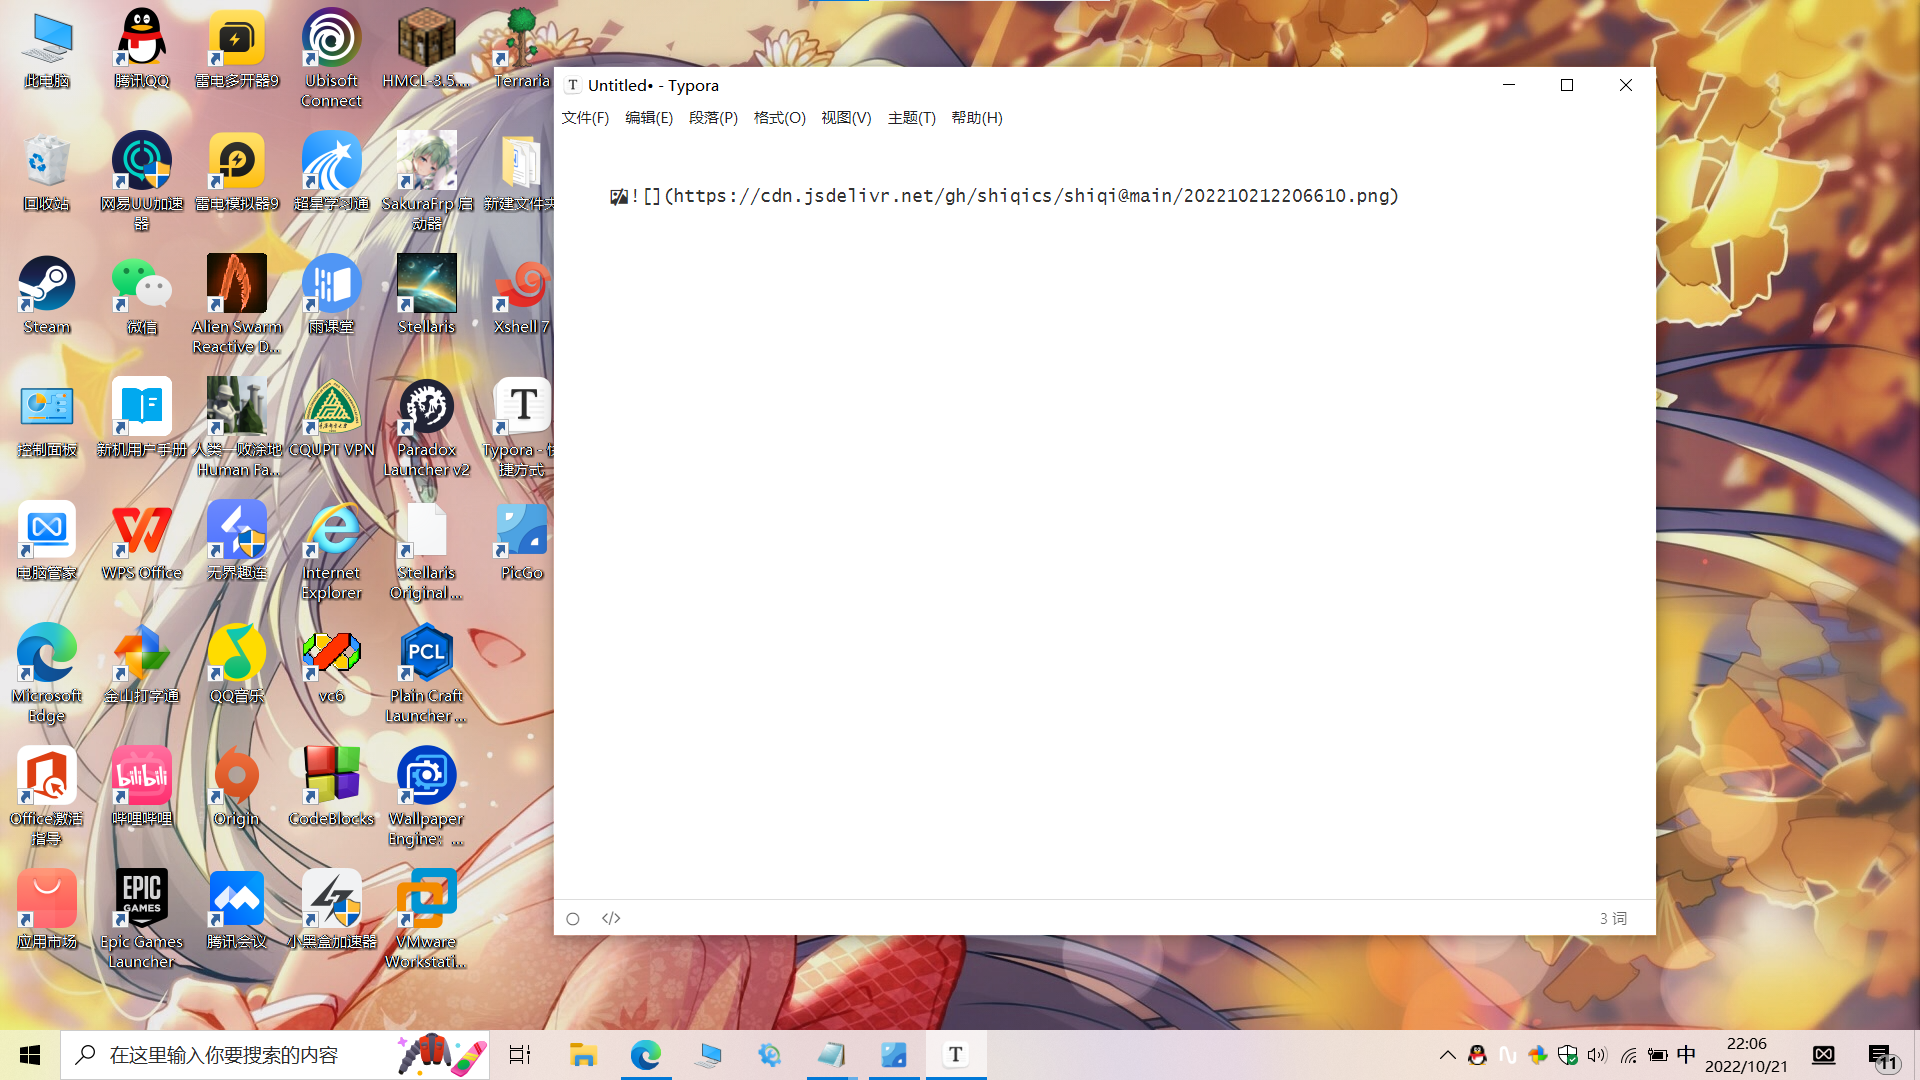 此电脑
腾讯QQ
雷电多开器9
Ubisoft
Connect
HMCL-3.5....
Terraria
回收站
网易UU加速
器
雷电模拟器9
超星学习通
SakuraFrp 启
动器
新建文件夹
Steam
微信
Alien Swarm
Reactive D...
雨课堂
Stellaris
Xshell 7
控制面板
新机用户手册
人类一败涂地
Human Fa...
CQUPT VPN
Paradox
Launcher v2
T
Typora - 快
捷方式
电脑管家
WPS Office
无界趣连
Internet
Explorer
Stellaris
Original ...
PicGo
Microsoft
Edge
金山打字通
QQ音乐
vc6
PCL
Plain Craft
Launcher ...
Office激活
指导
bilibili
哔哩哔哩
Origin
CodeBlocks
Wallpaper
Engine: ...
应用市场
EPIC
GAMES
Epic Games
Launcher
腾讯会议
小黑盒加速器
VMware
Workstati...
T Untitled• - Typora
文件(F) 编辑(E) 段落(P) 格式(O) 视图(V) 主题(T) 帮助(H)
![](https://cdn.jsdelivr.net/gh/shiqics/shiqi@main/202210212206610.png)
</> 3 词
在这里输入你要搜索的内容
T
中
22:06
2022/10/21
11